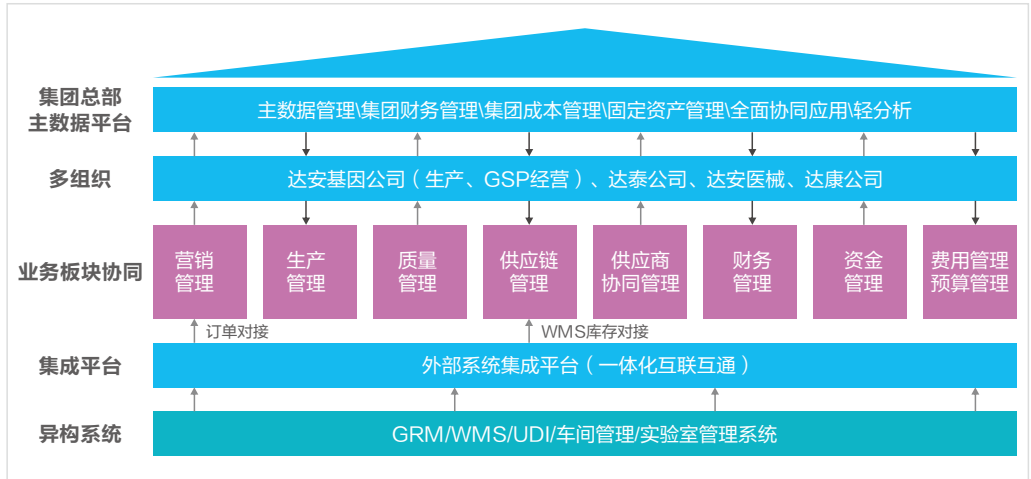 集团总部
主数据平台
主数据管理\集团财务管理\集团成本管理\固定资产管理\全面协同应用\轻分析
多组织
达安基因公司（生产、GSP经营）、达泰公司、达安医械、达康公司
业务板块协同
营销
管理
生产
管理
质量
管理
供应链
管理
供应商
协同管理
财务
管理
资金
管理
费用管理
预算管理
订单对接
WMS库存对接
集成平台
外部系统集成平台（一体化互联互通）
异构系统
GRM/WMS/UDI/车间管理/实验室管理系统